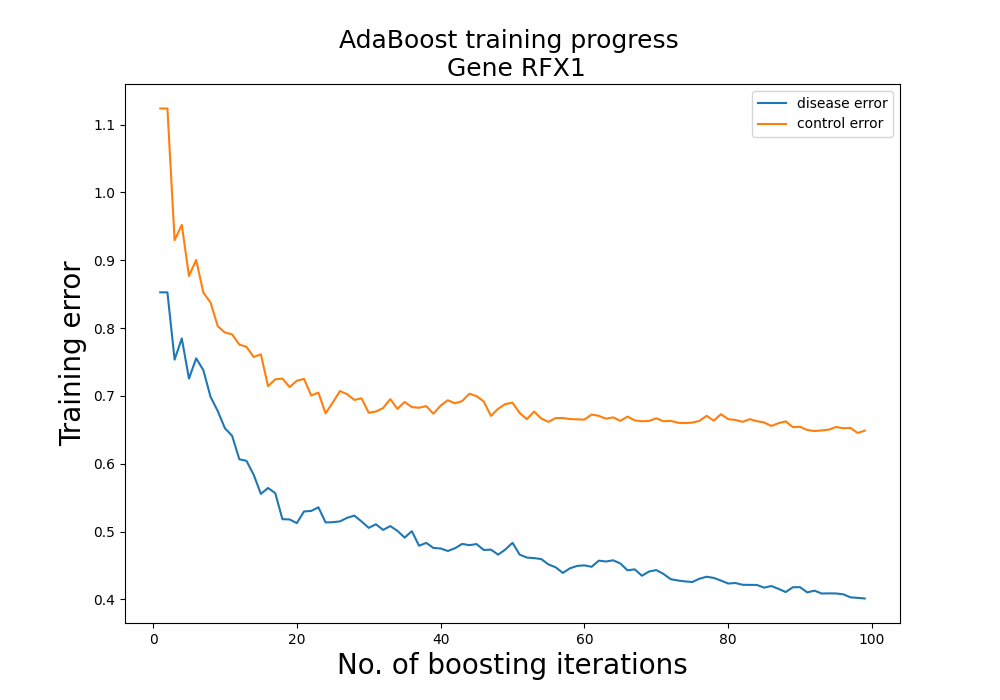 AdaBoost training progress
Gene RFX1
disease error
control error
Training error
1.1
1.0
0.9
0.8
0.7
0.6
0.5
0.4
0 20 40 60 80 100
No. of boosting iterations